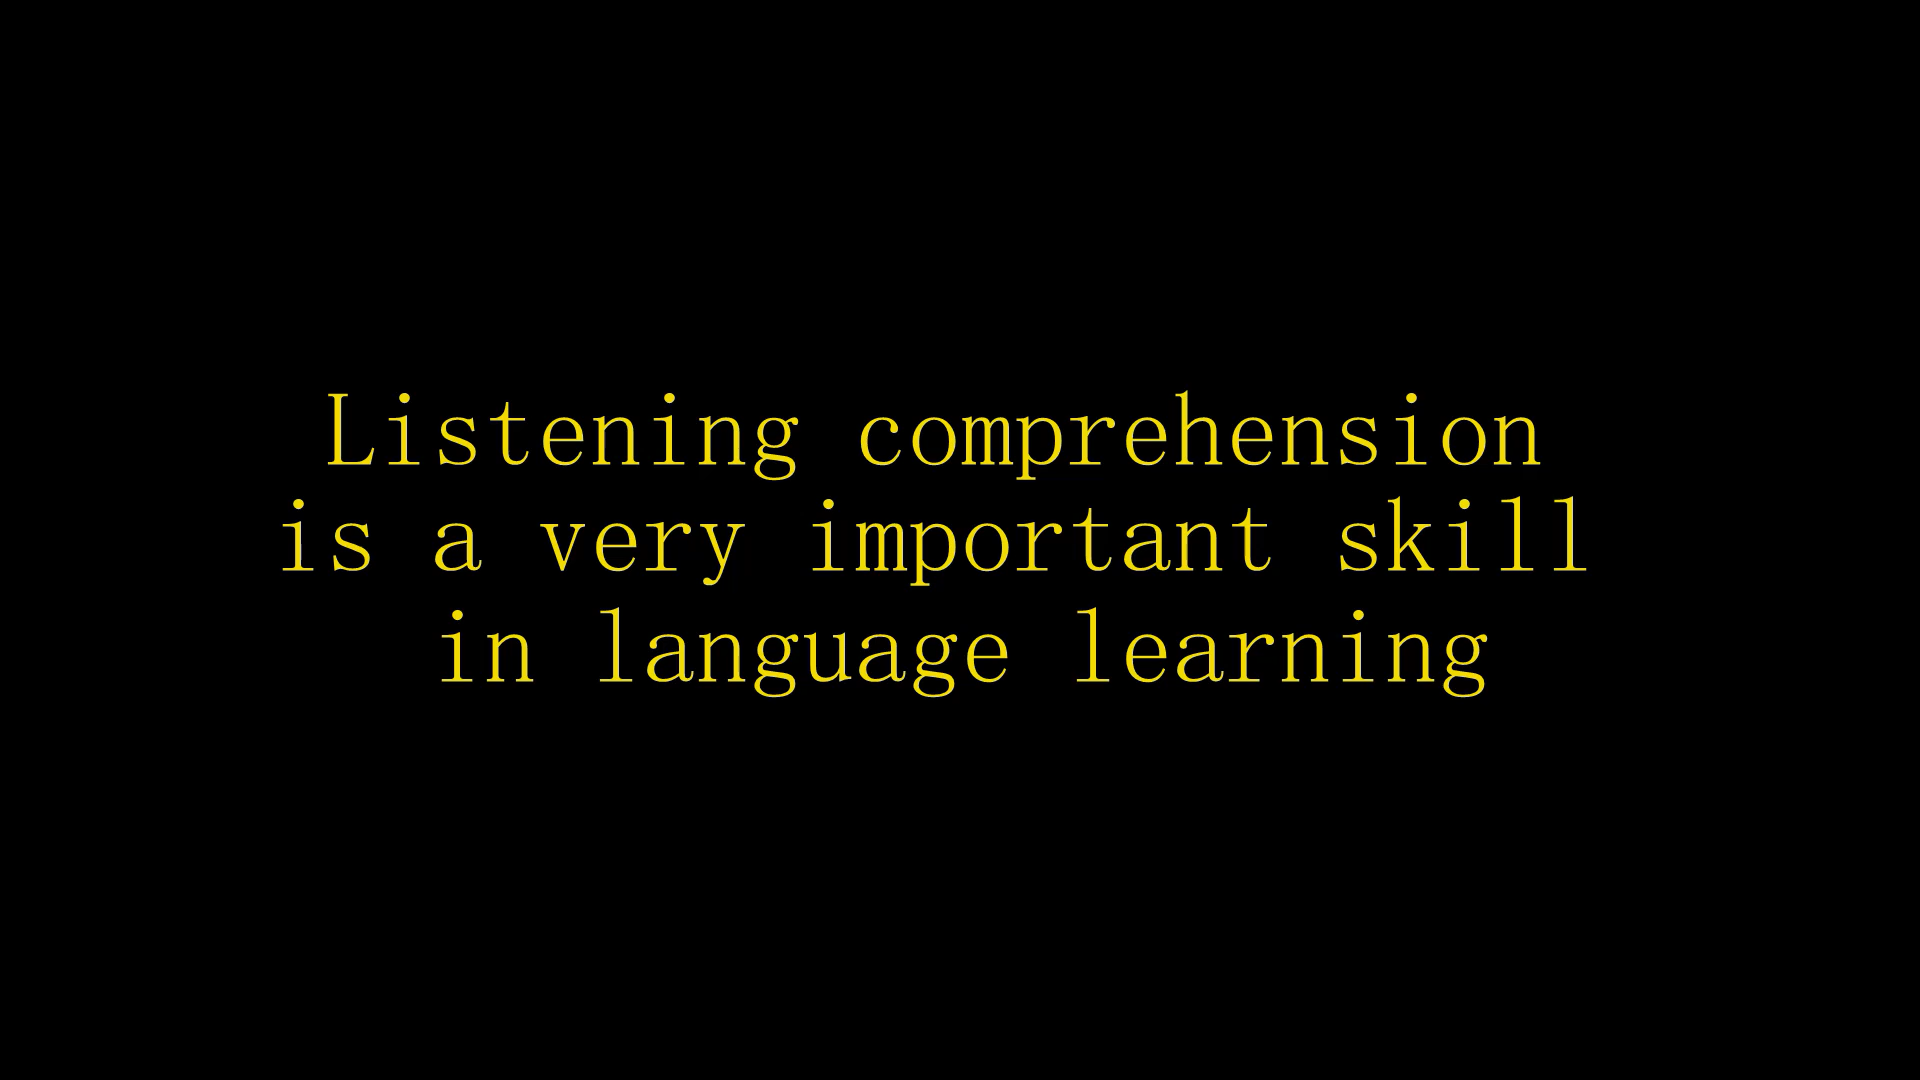 Listening comprehension
is a very important skill
in language learning